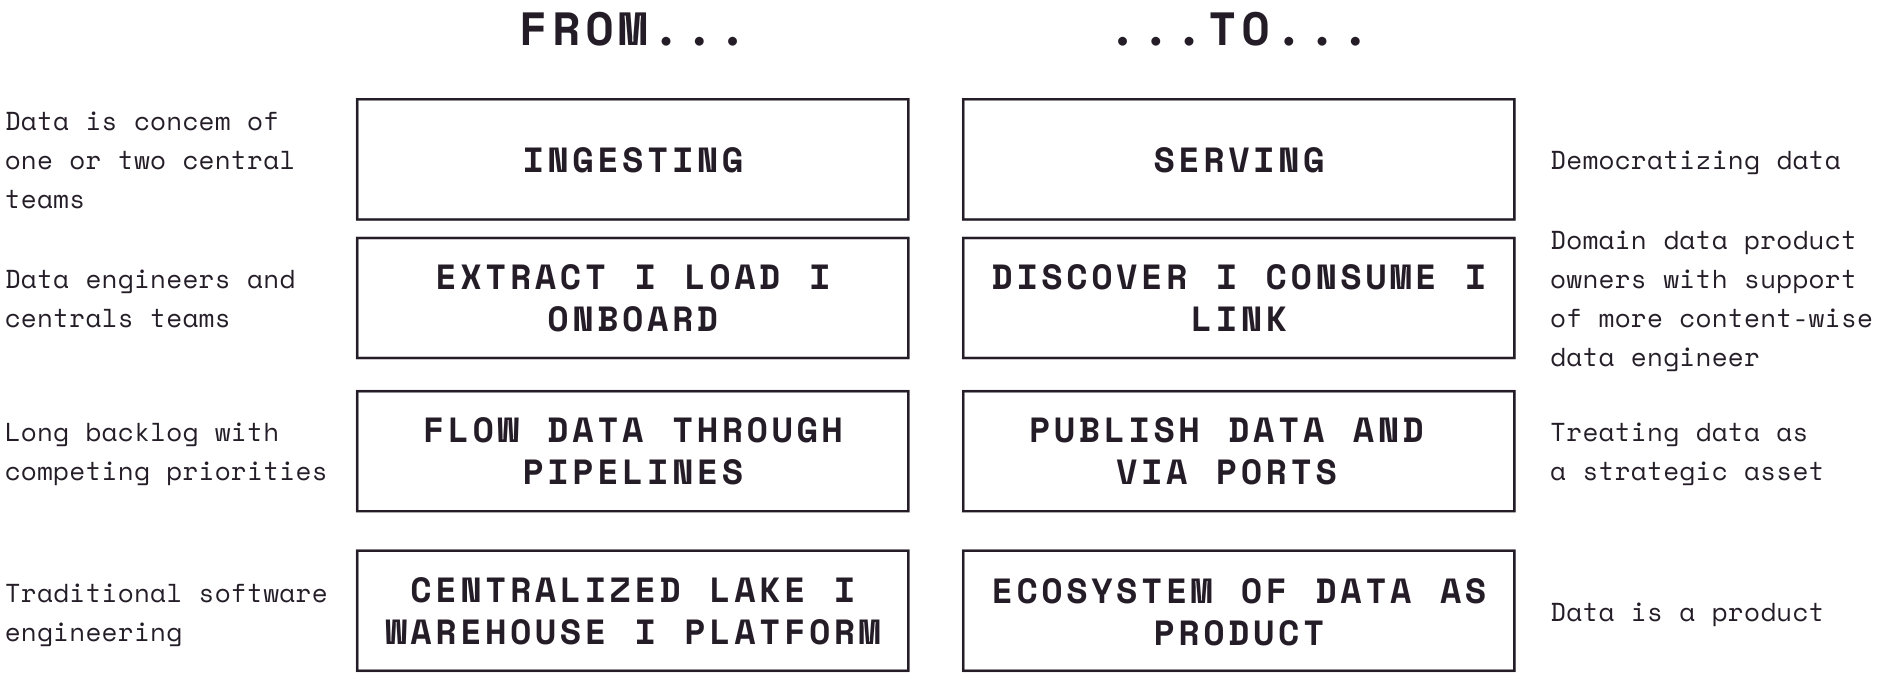 FROM...
...TO...
Data is concem of
one or two central
teams
INGESTING
SERVING
Democratizing data
Data engineers and
centrals teams
EXTRACT I LOAD I
ONBOARD
DISCOVER I CONSUME I
LINK
Domain data product
owners with support
of more content-wise
data engineer
Long backlog with
competing priorities
FLOW DATA THROUGH
PIPELINES
PUBLISH DATA AND
VIA PORTS
Treating data as
a strategic asset
Traditional software
engineering
CENTRALIZED LAKE I
WAREHOUSE I PLATFORM
ECOSYSTEM OF DATA AS
PRODUCT
Data is a product